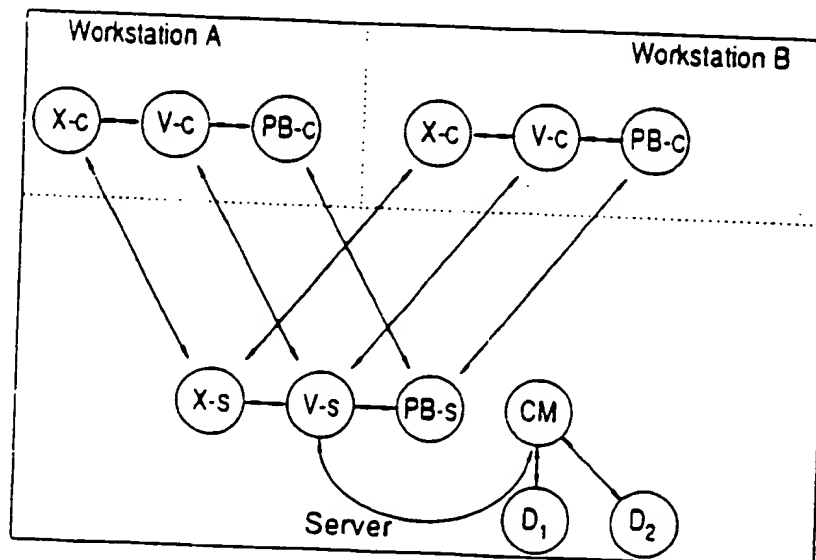 Workstation A
Workstation B
X-c V-c PB-c X-c V-c PB-c
X-s V-s PB-s CM
Server D₁ D₂